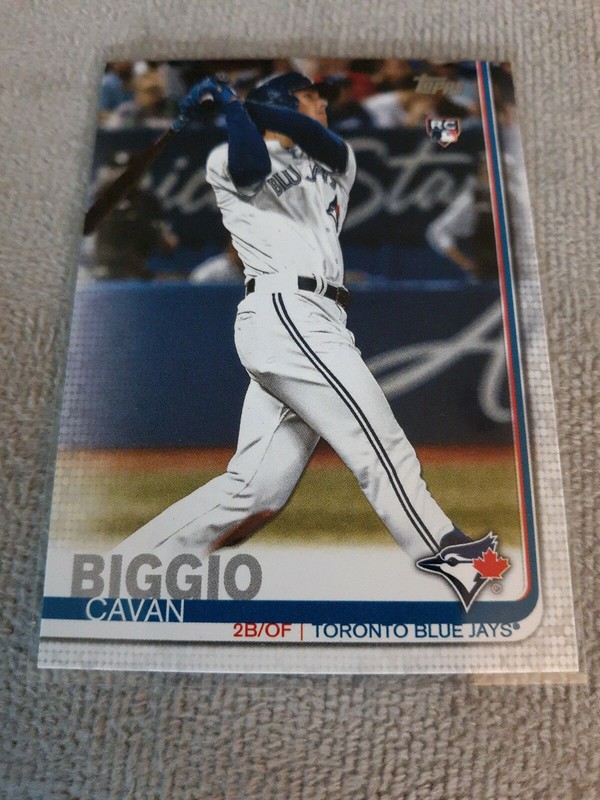 Topps
RC
BLUE JAYS
BIGGIO
CAVAN
2B/OF | TORONTO BLUE JAYS®